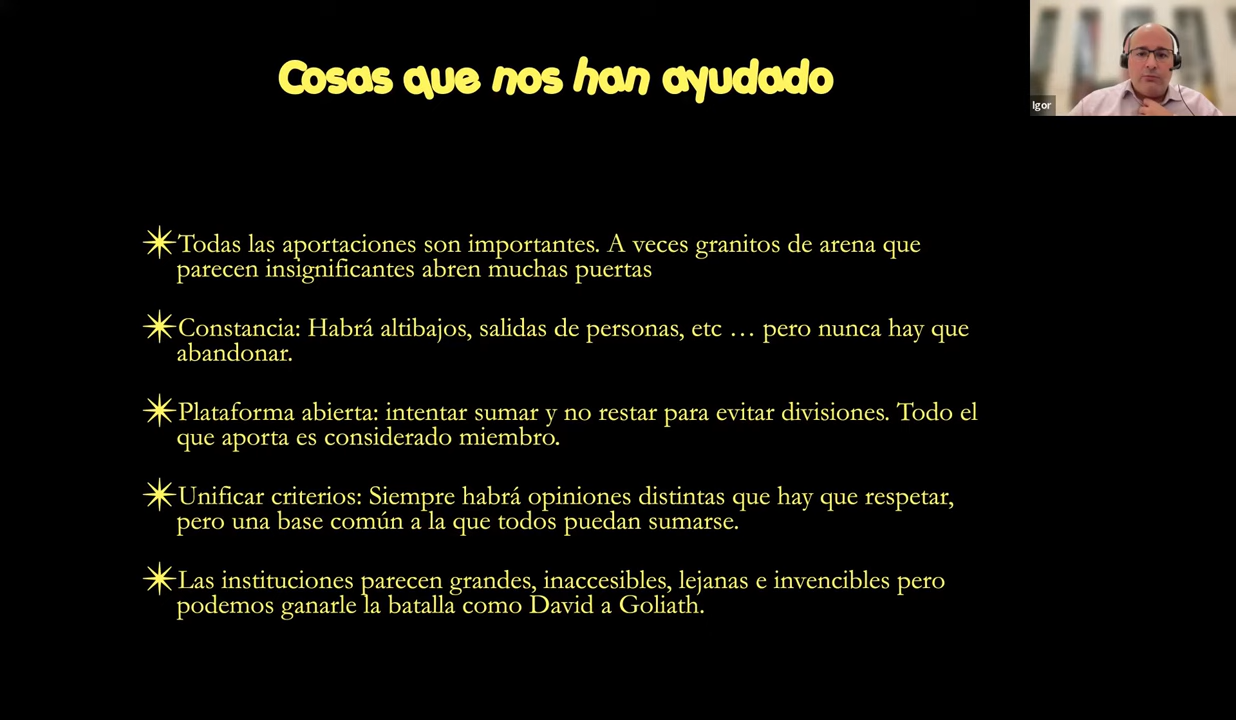 Cosas que nos han ayudado
Igor
Todas las aportaciones son importantes. A veces granitos de arena que
parecen insignificantes abren muchas puertas
Constancia: Habrá altibajos, salidas de personas, etc … pero nunca hay que
abandonar.
Plataforma abierta: intentar sumar y no restar para evitar divisiones. Todo el
que aporta es considerado miembro.
Unificar criterios: Siempre habrá opiniones distintas que hay que respetar,
pero una base común a la que todos puedan sumarse.
Las instituciones parecen grandes, inaccesibles, lejanas e invencibles pero
podemos ganarle la batalla como David a Goliath.